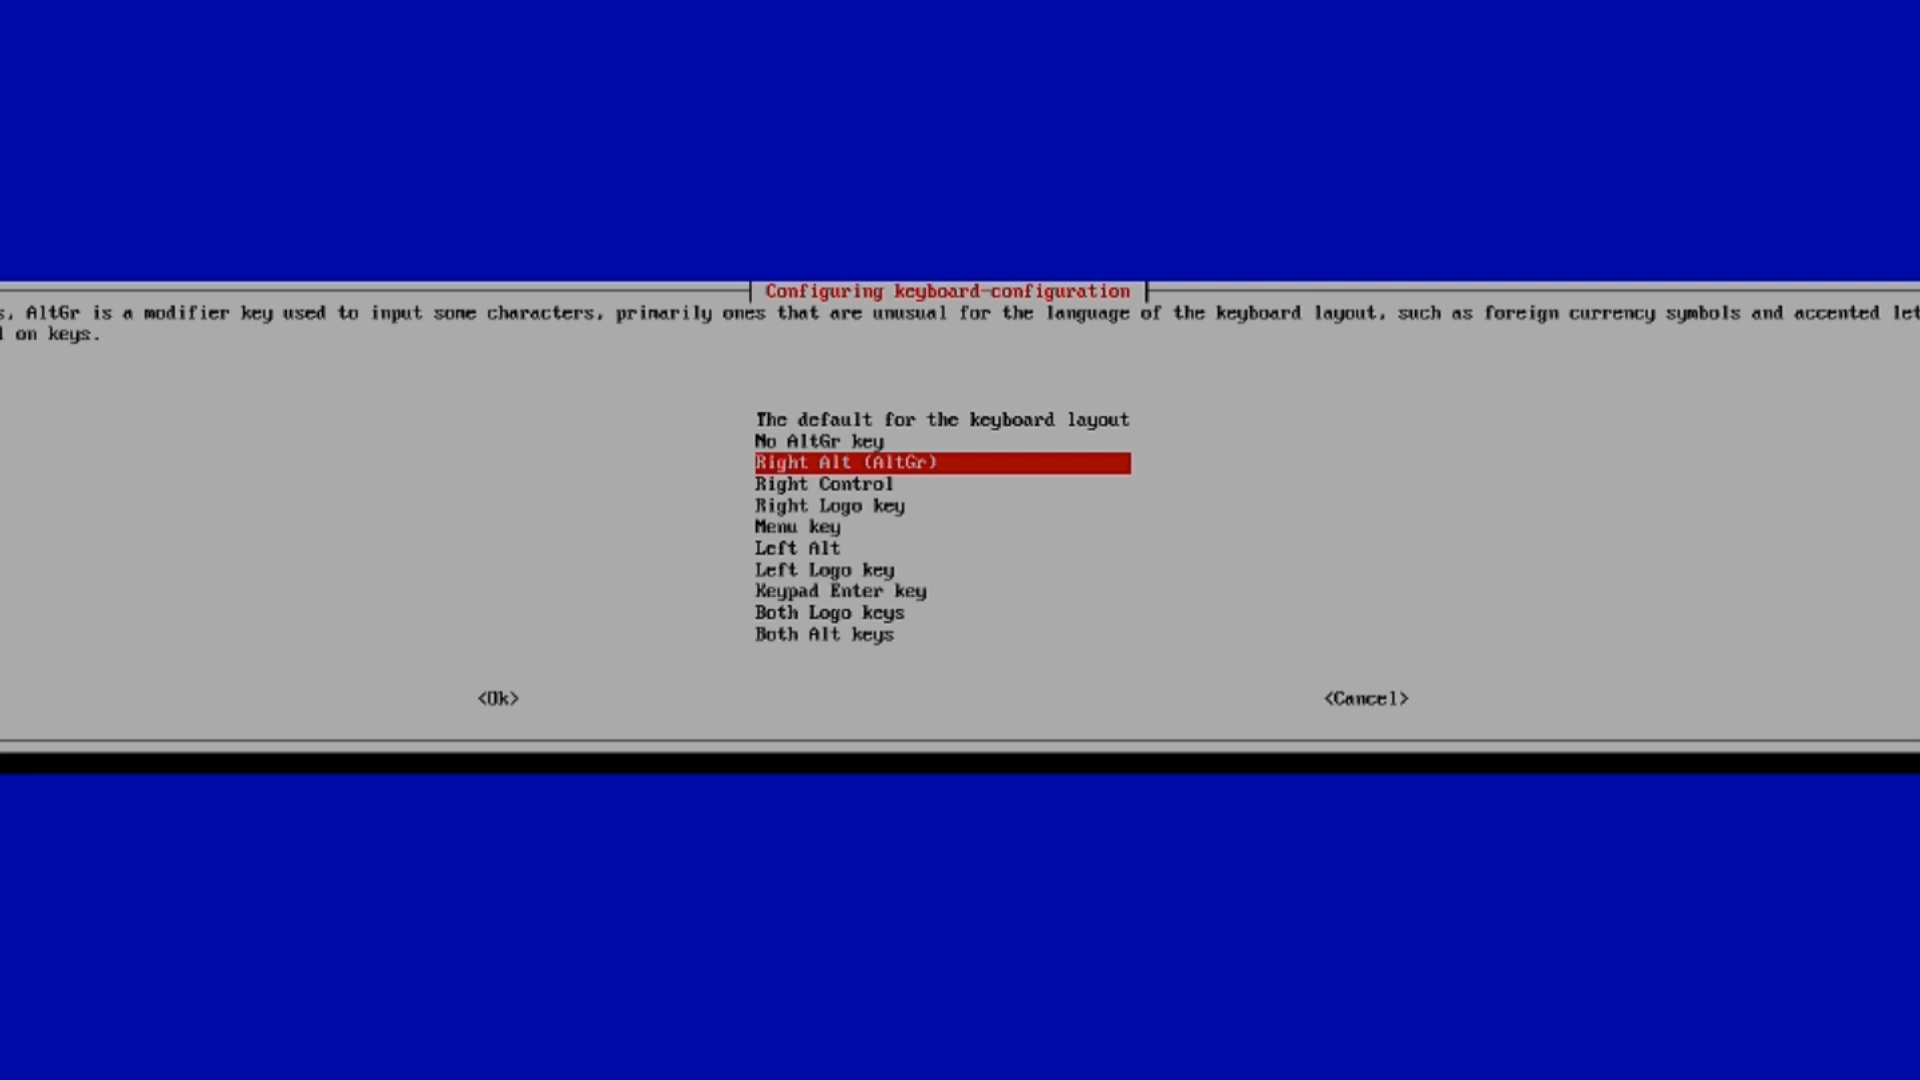 Configuring keyboard-configuration
s, AltGr is a modifier key used to input some characters, primarily ones that are unusual for the language of the keyboard layout, such as foreign currency symbols and accented let
l on keys.
The default for the keyboard layout
No AltGr key
Right Alt (AltGr)
Right Control
Right Logo key
Menu key
Left Alt
Left Logo key
Keypad Enter key
Both Logo keys
Both Alt keys
<Ok> <Cancel>